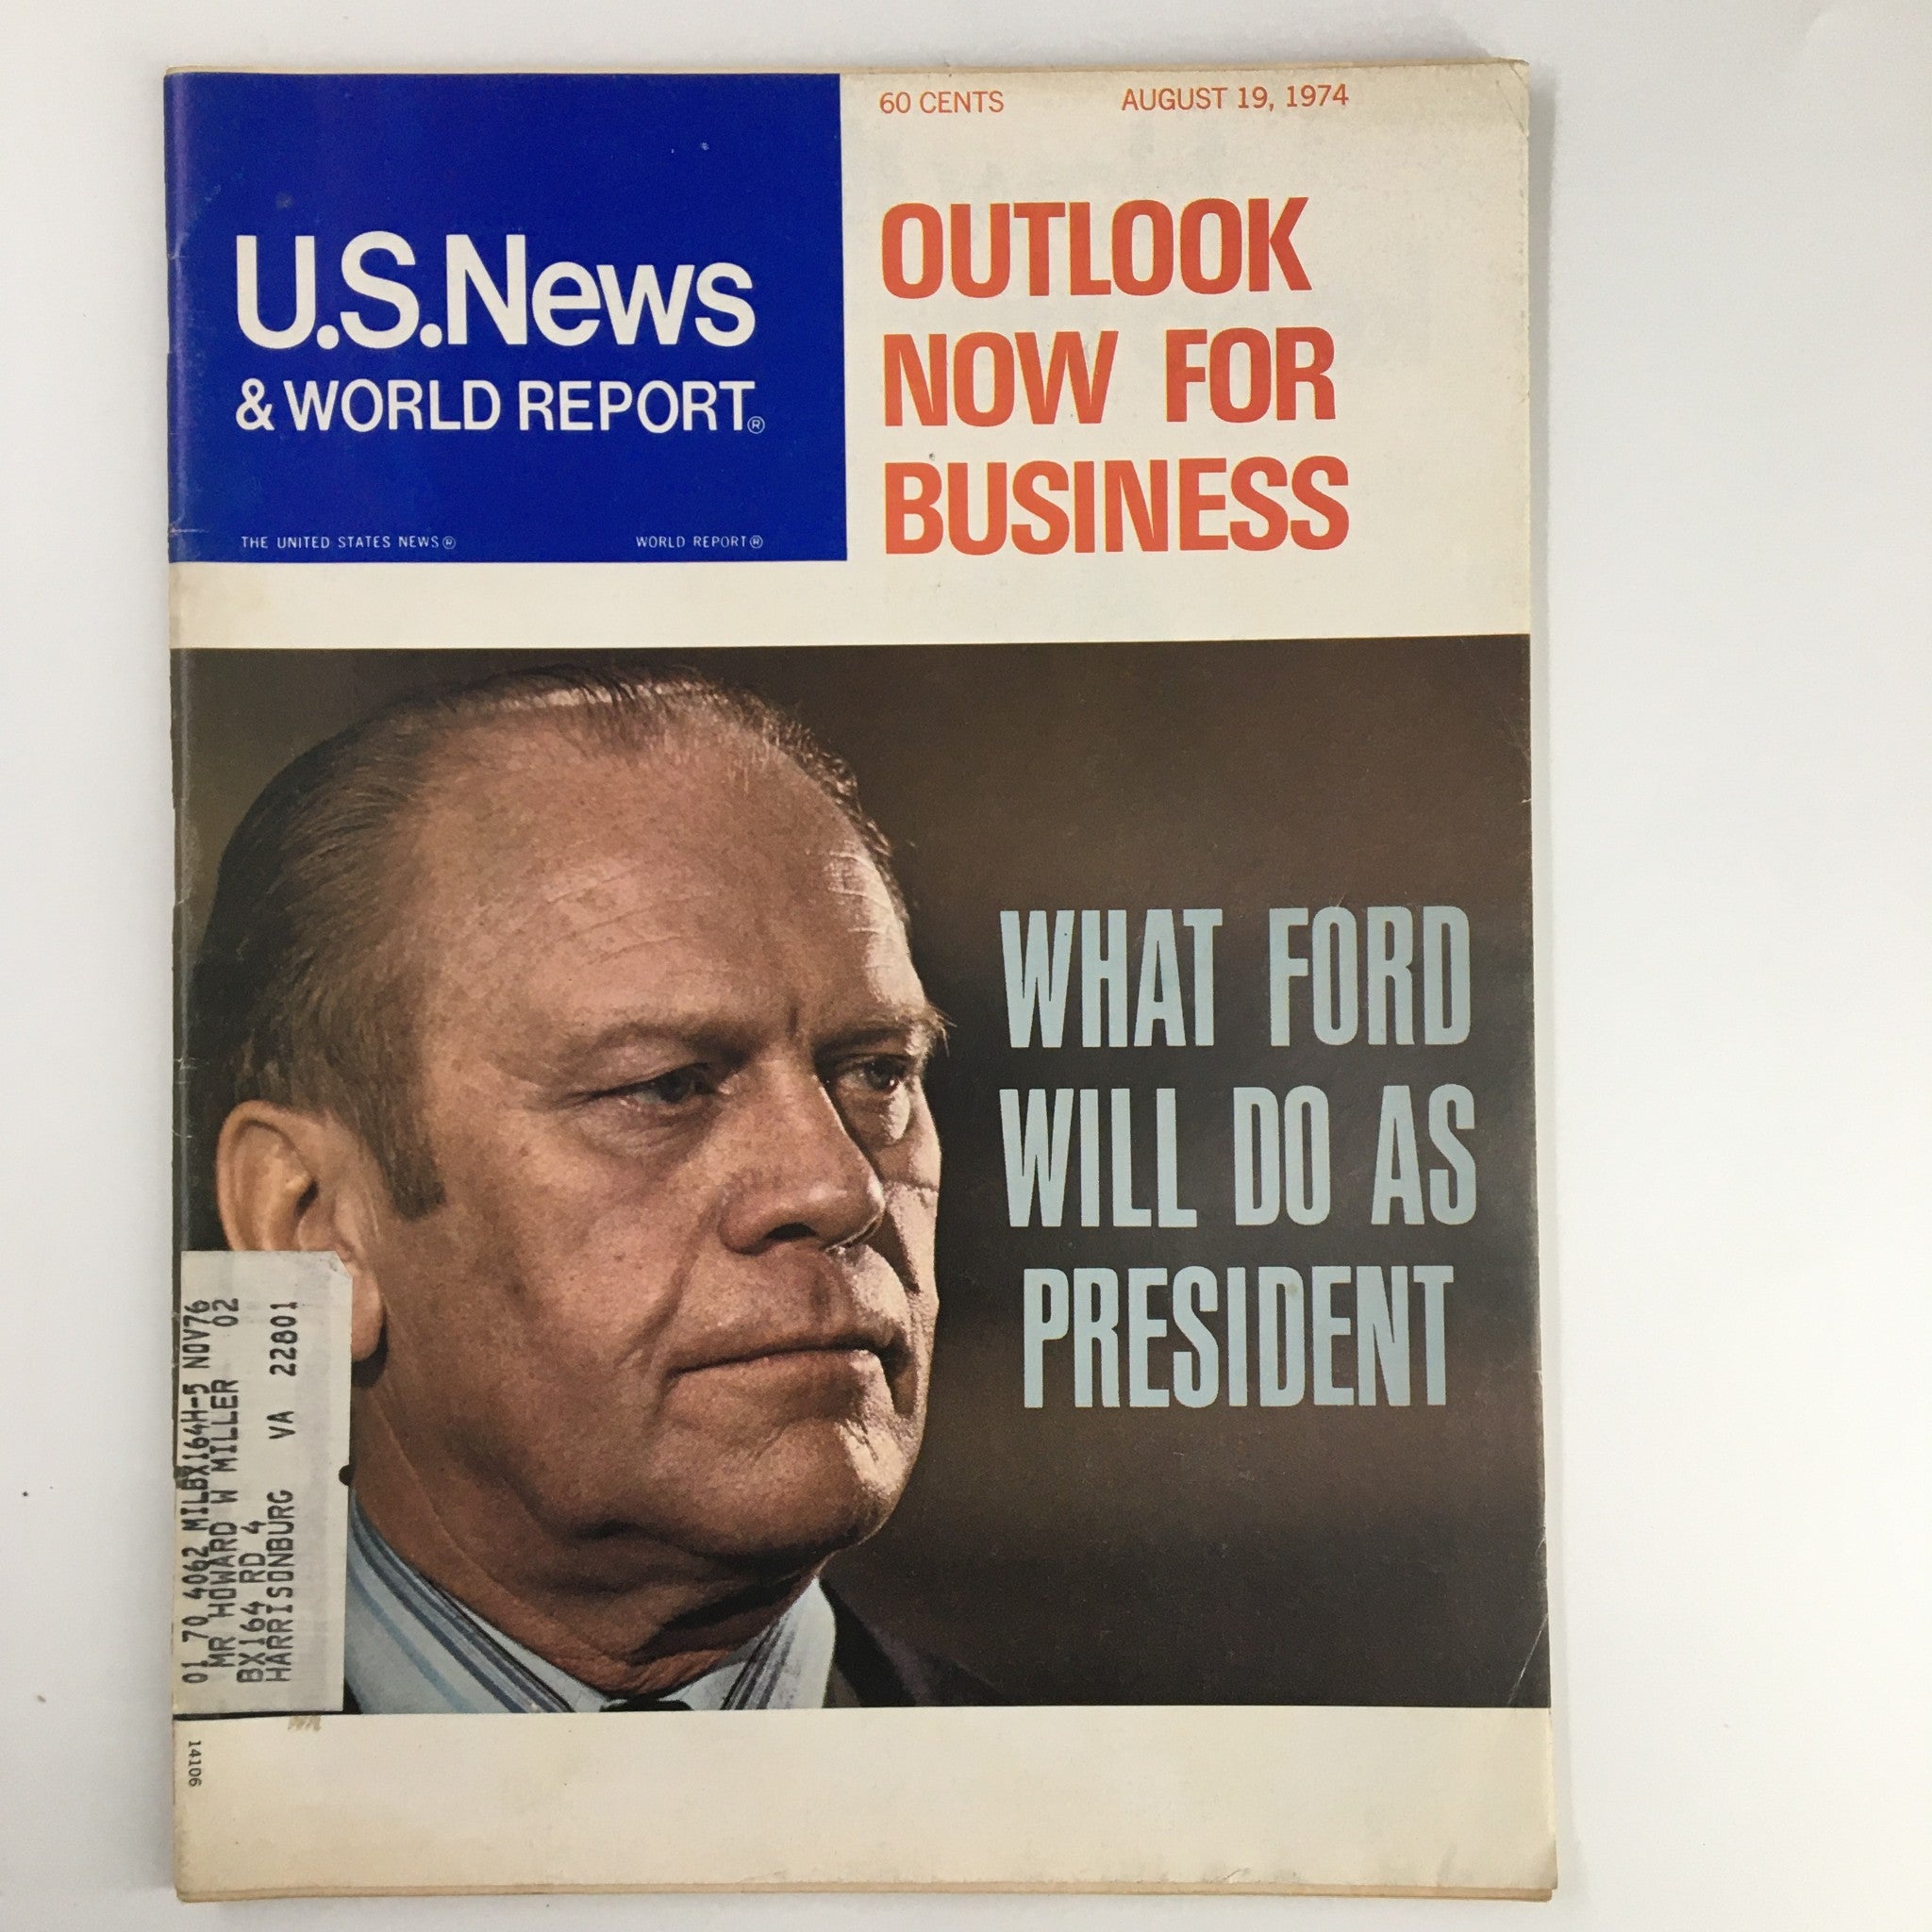 60 CENTS AUGUST 19, 1974
U.S.News
& WORLD REPORT®
THE UNITED STATES NEWS® WORLD REPORT®
OUTLOOK
NOW FOR
BUSINESS
WHAT FORD
WILL DO AS
PRESIDENT
01 70 4062 MILBX164H-5 NOV76
MR HOWARD W MILLER 02
BX164 RD 4
HARRISONBURG VA 22801
14106